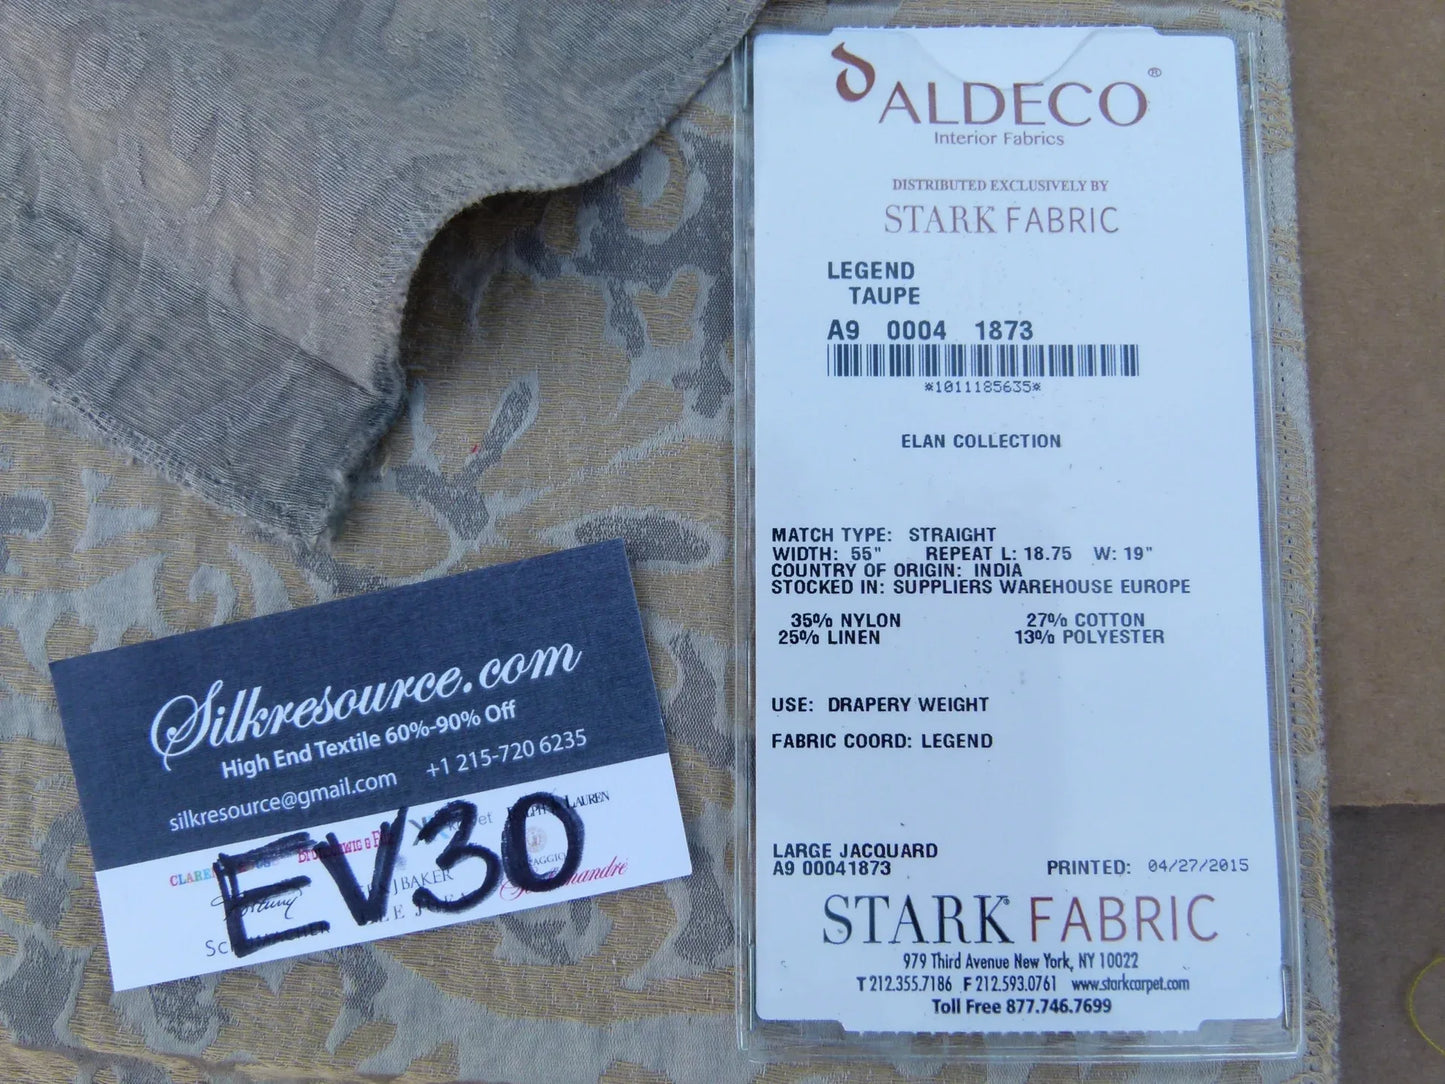 ALDECO®
Interior Fabrics
DISTRIBUTED EXCLUSIVELY BY
STARK FABRIC
LEGEND
TAUPE
A9 0004 1873
*1011185635*
ELAN COLLECTION
MATCH TYPE: STRAIGHT
WIDTH: 55" REPEAT L: 18.75 W: 19"
COUNTRY OF ORIGIN: INDIA
STOCKED IN: SUPPLIERS WAREHOUSE EUROPE
35% NYLON 27% COTTON
25% LINEN 13% POLYESTER
USE: DRAPERY WEIGHT
FABRIC COORD: LEGEND
LARGE JACQUARD
A9 00041873 PRINTED: 04/27/2015
STARK FABRIC
979 Third Avenue New York, NY 10022
T 212.355.7186 F 212.593.0761 www.starkcarpet.com
Toll Free 877.746.7699
Silkresource.com
High End Textile 60%-90% Off
silkresource@gmail.com +1 215-720 6235
EV30
LAUREN
J BAKER
Fortuny